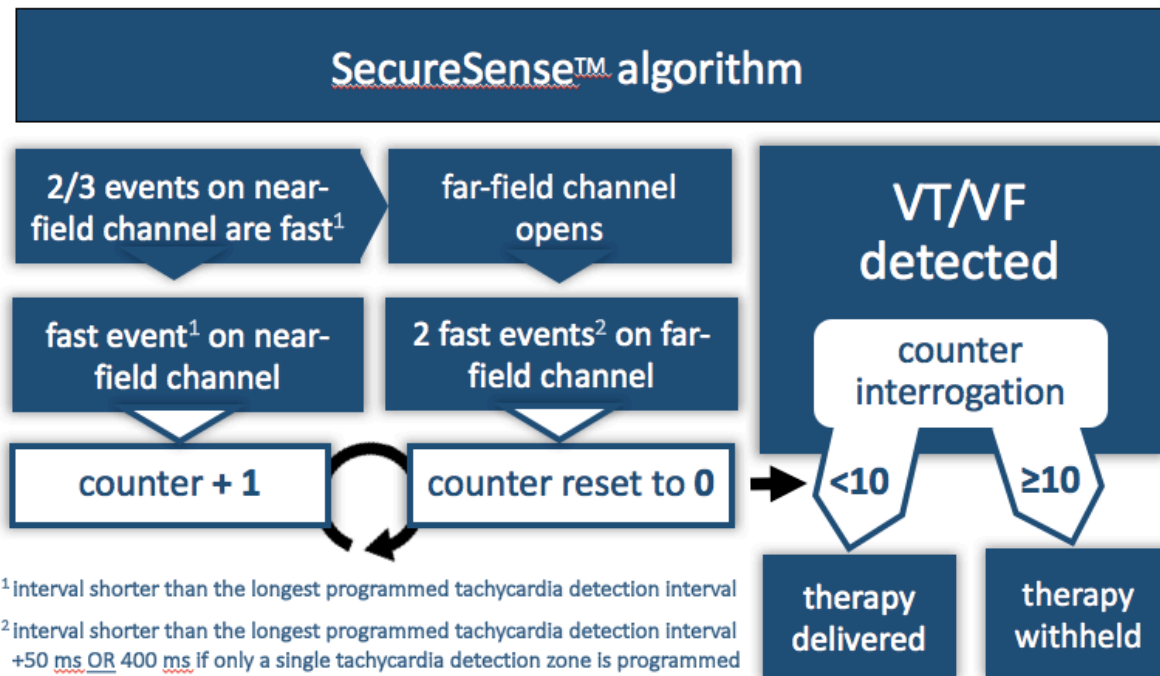 SecureSense™ algorithm
2/3 events on near-
field channel are fast¹
far-field channel
opens
fast event¹ on near-
field channel
2 fast events² on far-
field channel
counter + 1
counter reset to 0
VT/VF
detected
counter
interrogation
<10
≥10
therapy
delivered
therapy
withheld
¹ interval shorter than the longest programmed tachycardia detection interval
² interval shorter than the longest programmed tachycardia detection interval
+50 ms OR 400 ms if only a single tachycardia detection zone is programmed